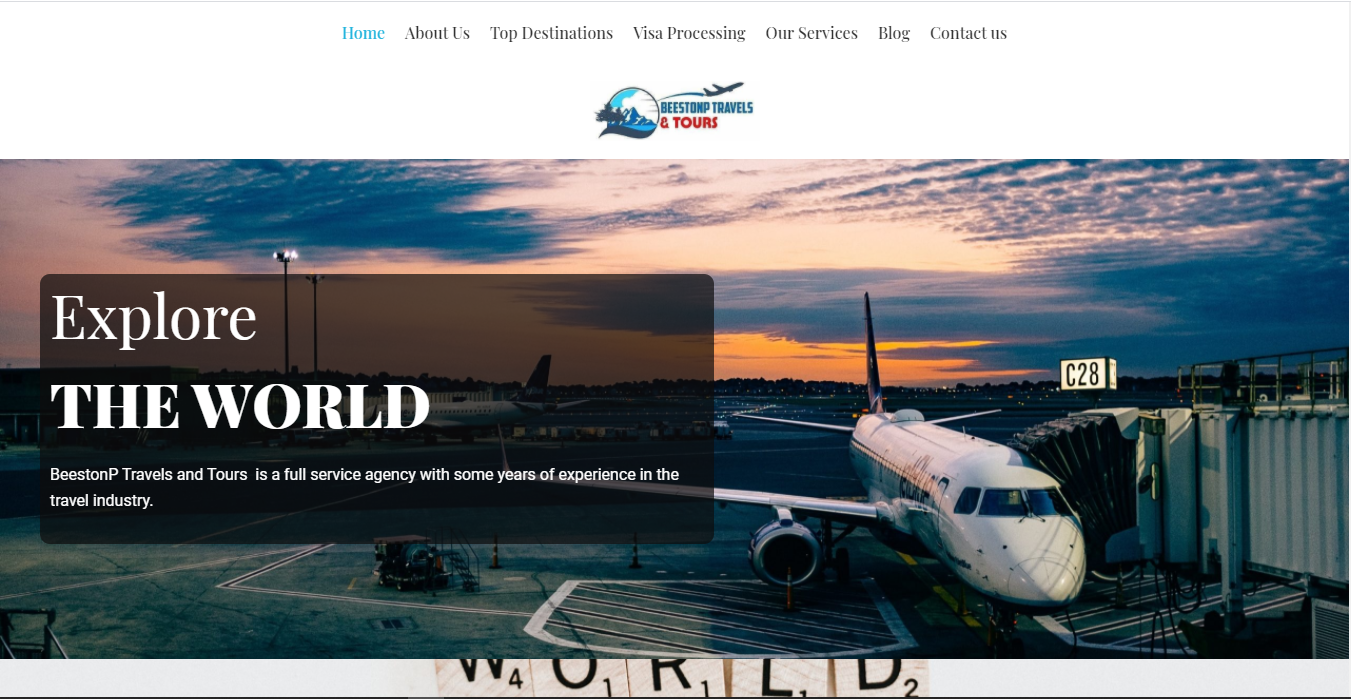 Home About Us Top Destinations Visa Processing Our Services Blog Contact us
BEESTONP TRAVELS
& TOURS
Explore
THE WORLD
C28
BeestonP Travels and Tours is a full service agency with some years of experience in the
travel industry.
W4 O1 R1 L1 D2